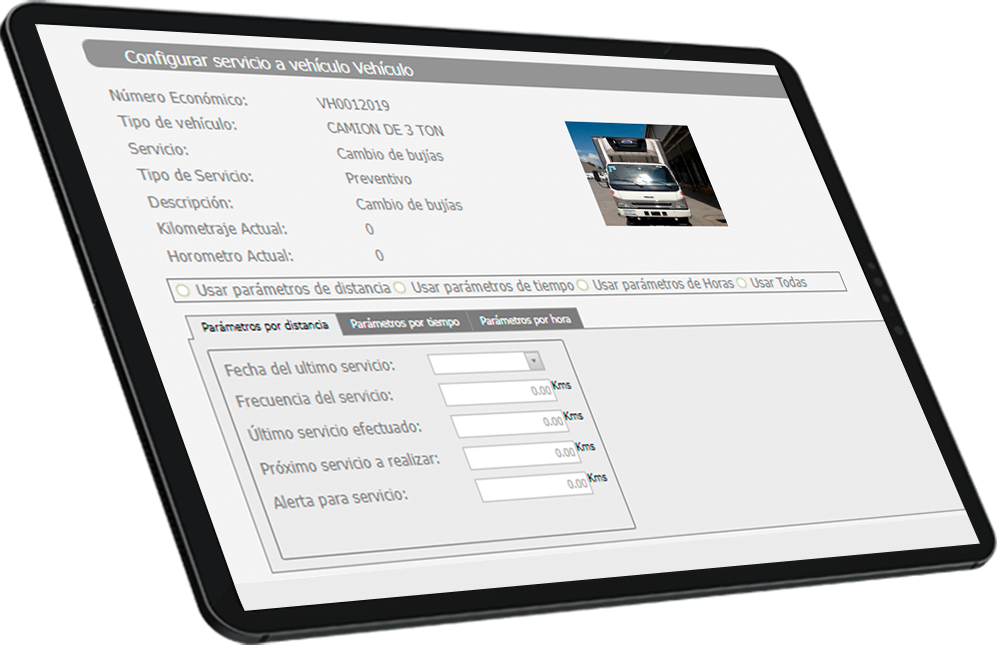 Configurar servicio a vehículo Vehículo
Número Económico: VH0012019
Tipo de vehículo: CAMION DE 3 TON
Servicio: Cambio de bujías
Tipo de Servicio: Preventivo
Descripción: Cambio de bujías
Kilometraje Actual: 0
Horometro Actual: 0
Usar parámetros de distancia Usar parámetros de tiempo Usar parámetros de Horas Usar Todas
Parámetros por distancia Parámetros por tiempo Parámetros por hora
Fecha del ultimo servicio:
Frecuencia del servicio: 0.00 Kms
Último servicio efectuado: 0.00 Kms
Próximo servicio a realizar: 0.00 Kms
Alerta para servicio: 0.00 Kms